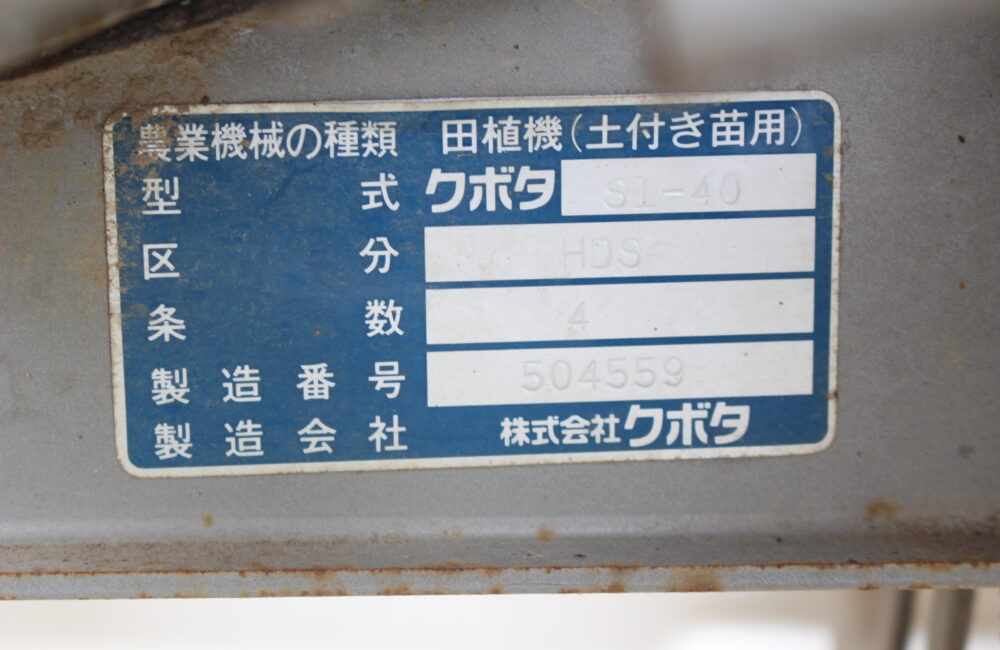 農業機械の種類 田植機(土付き苗用)
型式 クボタ SI-40
区分 HDS
条数 4
製造番号 504559
製造会社 株式会社クボタ